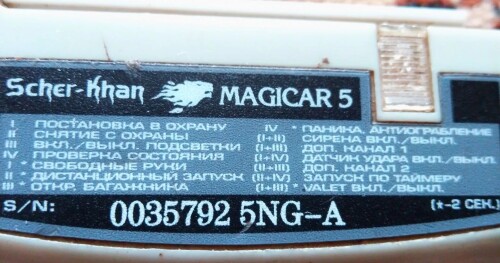 Scher-Khan MAGICAR 5
I ПОСТАНОВКА В ОХРАНУ IV * ПАНИКА, АНТИОГРАБЛЕНИЕ
II СНЯТИЕ С ОХРАНЫ (I+II) СИРЕНА ВКЛ./ВЫКЛ.
III ВКЛ./ВЫКЛ. ПОДСВЕТКИ (I+III) ДОП. КАНАЛ 1
IV ПРОВЕРКА СОСТОЯНИЯ (I+IV) ДАТЧИК УДАРА ВКЛ./ВЫКЛ.
I * СВОБОДНЫЕ РУКИ (II+III) ДОП. КАНАЛ 2
II * ДИСТАНЦИОННЫЙ ЗАПУСК (II+IV) * ЗАПУСК ПО ТАЙМЕРУ
III * ОТКР. БАГАЖНИКА (I+III) * VALET ВКЛ./ВЫКЛ.
S/N: 0035792 5NG-A (*-2 СЕК.)